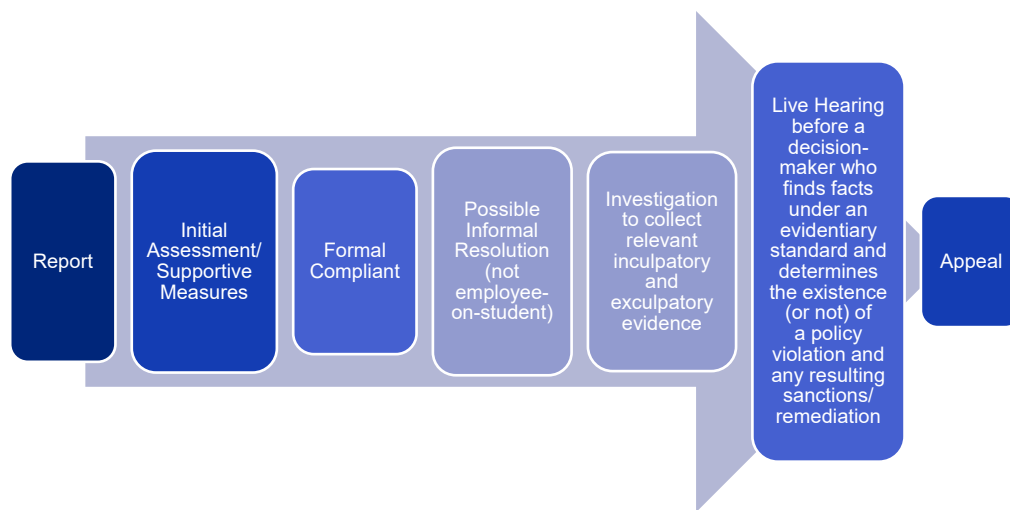 Report
Initial
Assessment/
Supportive
Measures
Formal
Compliant
Possible
Informal
Resolution
(not
employee-
on-student)
Investigation
to collect
relevant
inculpatory
and
exculpatory
evidence
Live Hearing
before a
decision-
maker who
finds facts
under an
evidentiary
standard and
determines
the existence
(or not) of
a policy
violation and
any resulting
sanctions/
remediation
Appeal